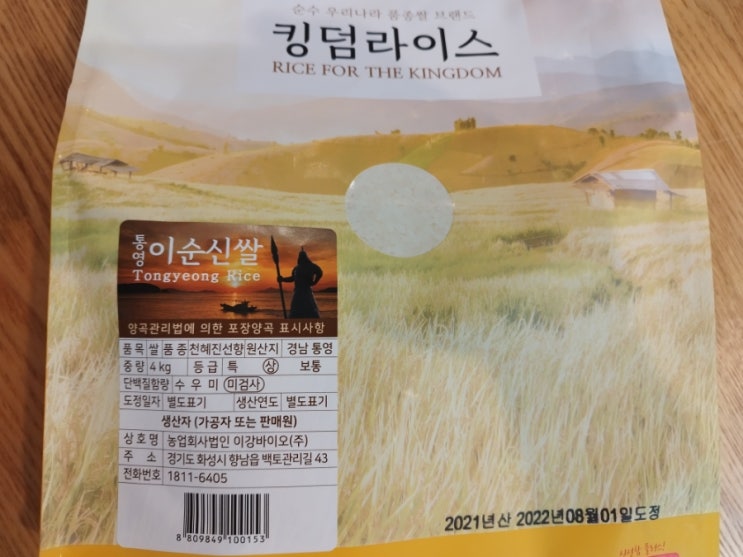 순수 우리나라 품종쌀 브랜드
킹덤라이스
RICE FOR THE KINGDOM
통영 이순신쌀
Tongyeong Rice
양곡관리법에 의한 포장양곡 표시사항
품목 쌀 품종 천혜진선향 원산지 경남 통영
중량 4kg 등급 특 상 보통
단백질함량 수 우 미 미검사
도정일자 별도표기 생산연도 별도표기
생산자 (가공자 또는 판매원)
상호명 농업회사법인 이강바이오(주)
주소 경기도 화성시 향남읍 백토관리길 43
전화번호 1811-6405
8 809849 100153
2021년산 2022년08월01일도정